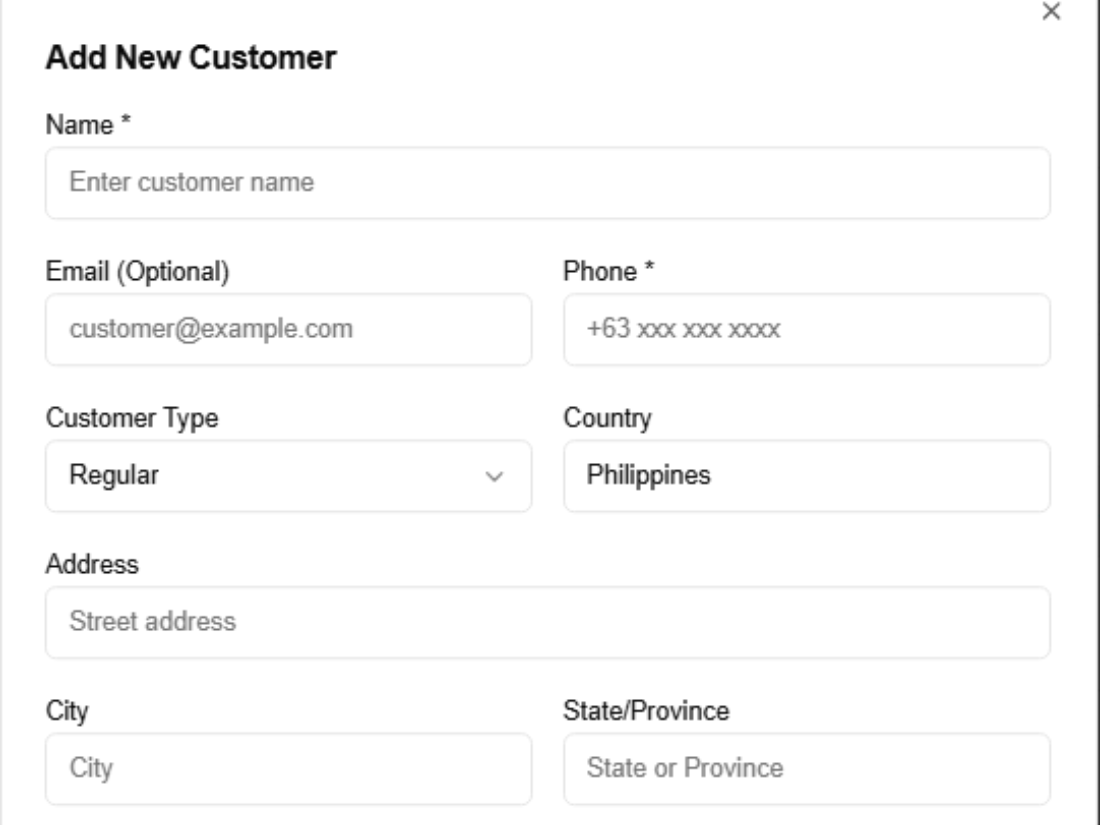 Add New Customer
Name *
Enter customer name
Email (Optional)
Phone *
customer@example.com
+63 xxx xxx xxxx
Customer Type
Country
Regular
Philippines
Address
Street address
City
State/Province
City
State or Province